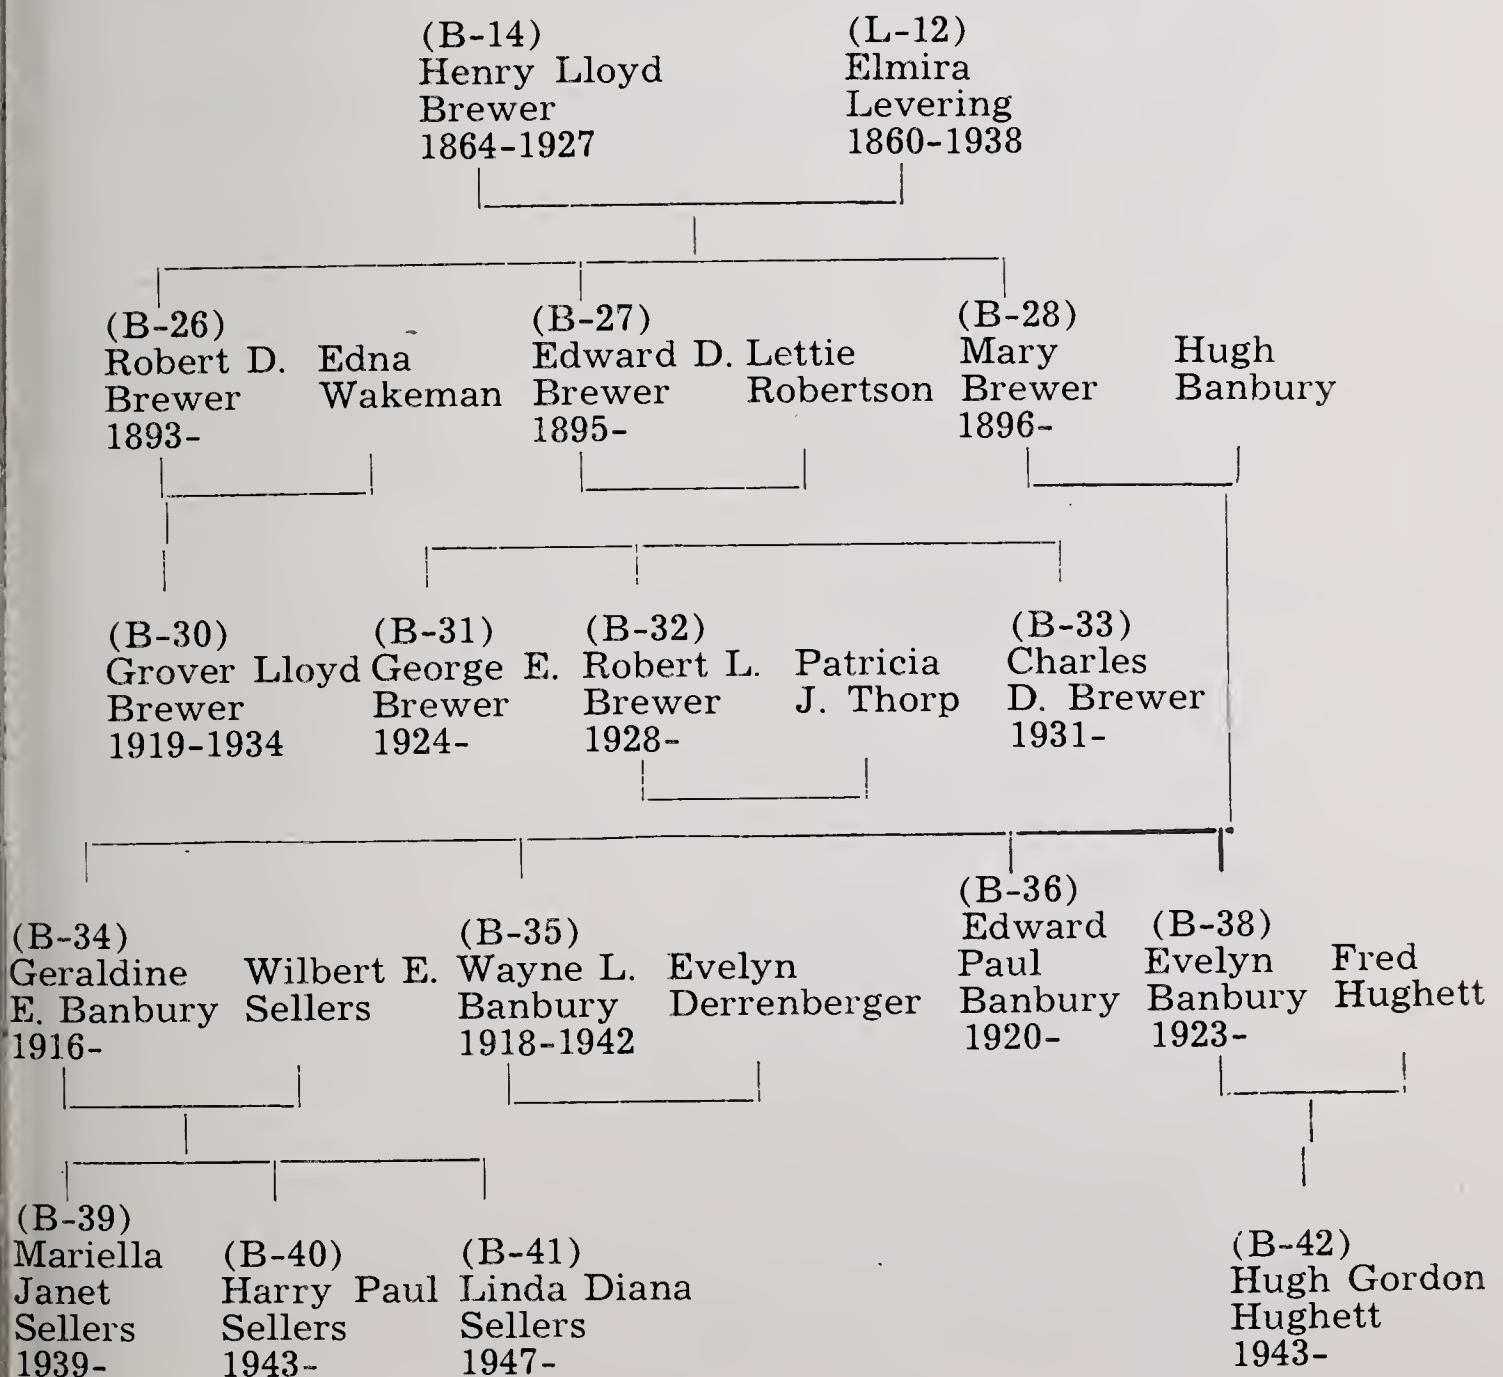 (B-14)
Henry Lloyd
Brewer
1864-1927
(L-12)
Elmira
Levering
1860-1938
(B-26)
Robert D.
Brewer
1893-
Edna
Wakeman
(B-27)
Edward D.
Brewer
1895-
Lettie
Robertson
(B-28)
Mary
Brewer
1896-
Hugh
Banbury
(B-30)
Grover Lloyd
Brewer
1919-1934
(B-31)
George E.
Brewer
1924-
(B-32)
Robert L.
Brewer
1928-
Patricia
J. Thorp
(B-33)
Charles
D. Brewer
1931-
(B-34)
Geraldine
E. Banbury
1916-
Wilbert E.
Sellers
(B-35)
Wayne L.
Banbury
1918-1942
Evelyn
Derrenberger
(B-36)
Edward
Paul
Banbury
1920-
(B-38)
Evelyn
Banbury
1923-
Fred
Hughett
(B-39)
Mariella
Janet
Sellers
1939-
(B-40)
Harry Paul
Sellers
1943-
(B-41)
Linda Diana
Sellers
1947-
(B-42)
Hugh Gordon
Hughett
1943-